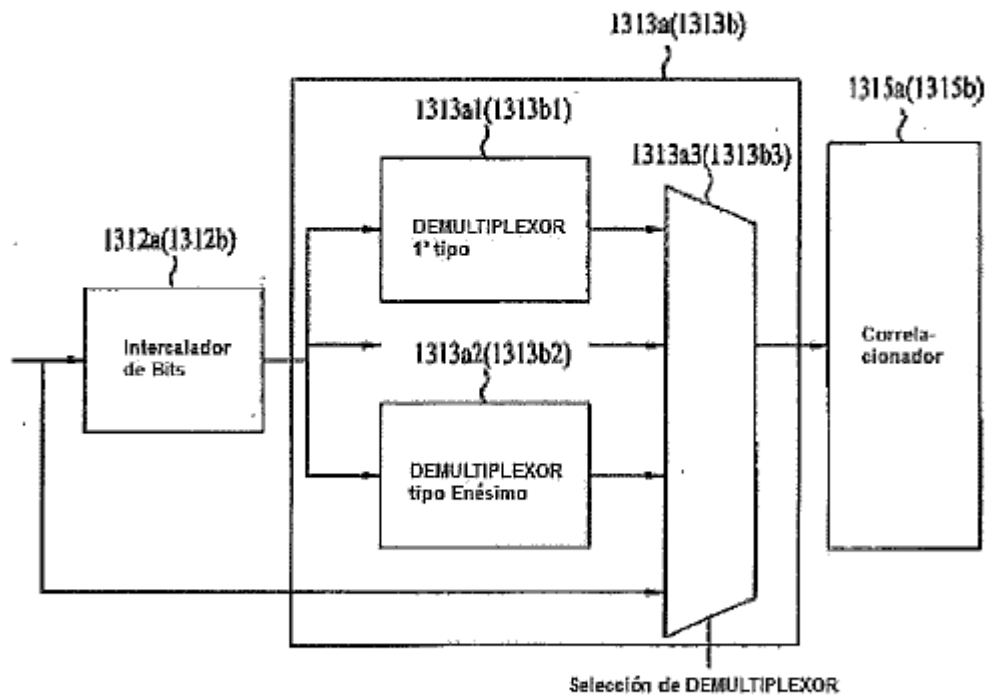 1313a(1313b)
1315a(1315b)
1313a1(1313b1)
1313a3(1313b3)
1312a(1312b)
DEMULTIPLEXOR
1ª tipo
Intercalador
de Bits
1313a2(1313b2)
Correla-
cionador
DEMULTIPLEXOR
tipo Enésimo
Selección de DEMULTIPLEXOR